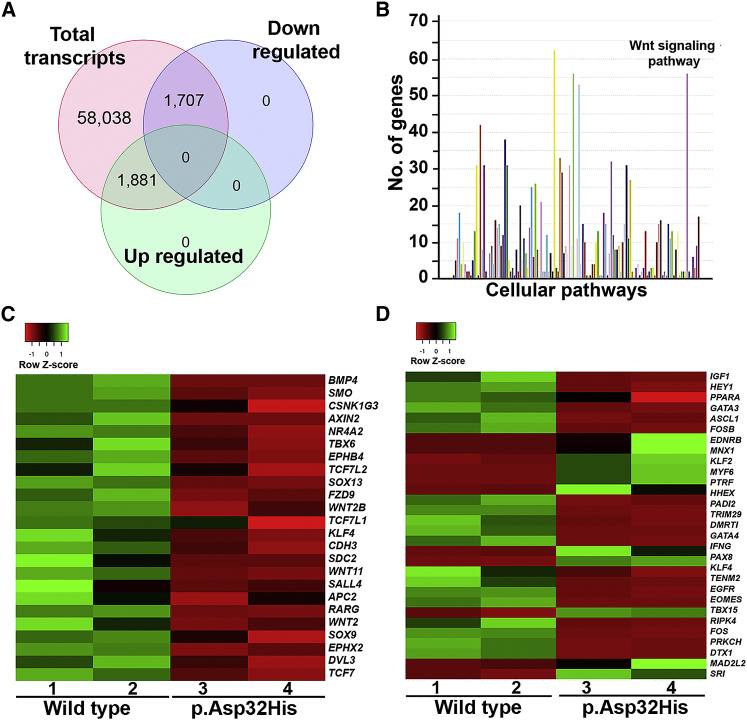 A
Total
transcripts
Down
regulated
58,038
1,707
0
0
1,881
0
0
Up regulated
B
No. of genes
70
60
50
40
30
20
10
0
Wnt signaling
pathway
Cellular pathways
C
-1 0 1
Row Z-score
BMP4
SMO
CSNK1G3
AXIN2
NR4A2
TBX6
EPHB4
TCF7L2
SOX13
FZD9
WNT2B
TCF7L1
KLF4
CDH3
SDC2
WNT11
SALL4
APC2
RARG
WNT2
SOX9
EPHX2
DVL3
TCF7
1 2 3 4
Wild type p.Asp32His
D
-1 0 1
Row Z-score
IGF1
HEY1
PPARA
GATA3
ASCL1
FOSB
EDNRB
MNX1
KLF2
MYF6
PTRF
HHEX
PADI2
TRIM29
DMRTI
GATA4
IFNG
PAX8
KLF4
TENM2
EGFR
EOMES
TBX15
RIPK4
FOS
PRKCH
DTX1
MAD2L2
SRI
1 2 3 4
Wild type p.Asp32His